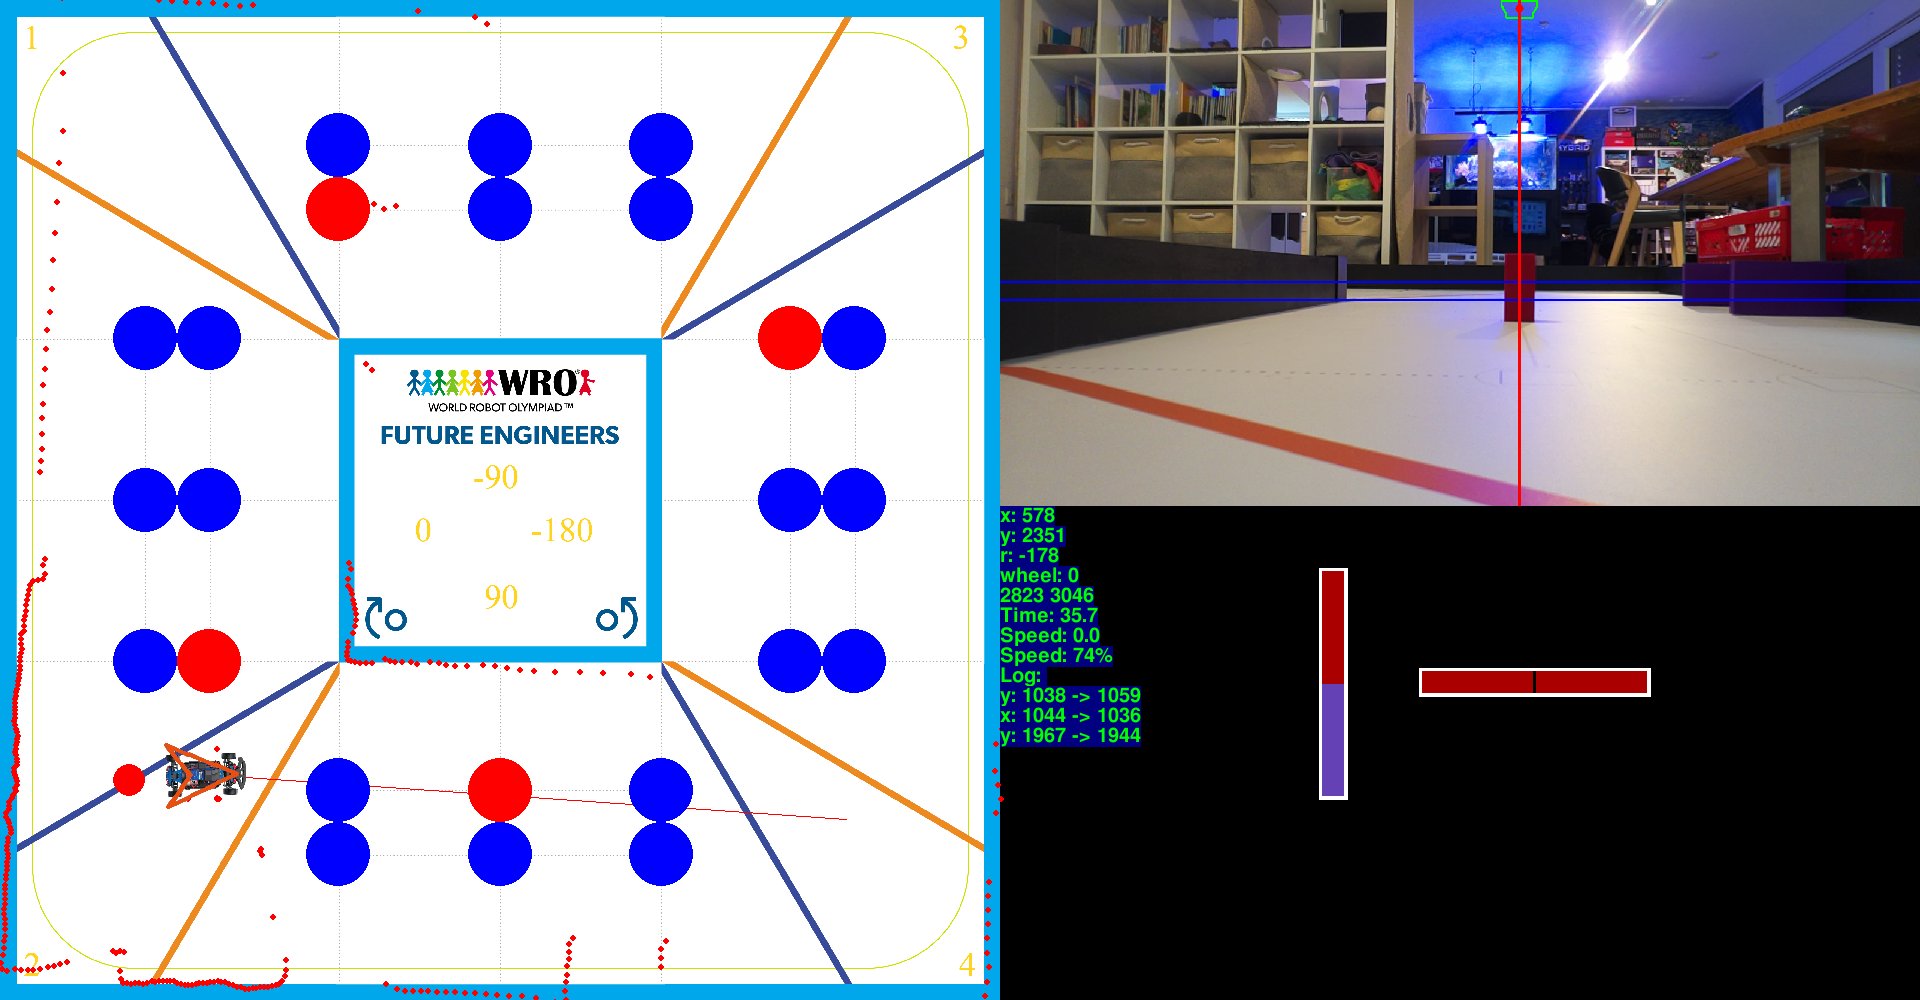 1
3
WRO
WORLD ROBOT OLYMPIAD™
FUTURE ENGINEERS
-90
0
-180
90
2
4
HYBRID
x: 578
y: 2351
r: -178
wheel: 0
2823 3046
Time: 35.7
Speed: 0.0
Speed: 74%
Log:
y: 1038 -> 1059
x: 1044 -> 1036
y: 1967 -> 1944